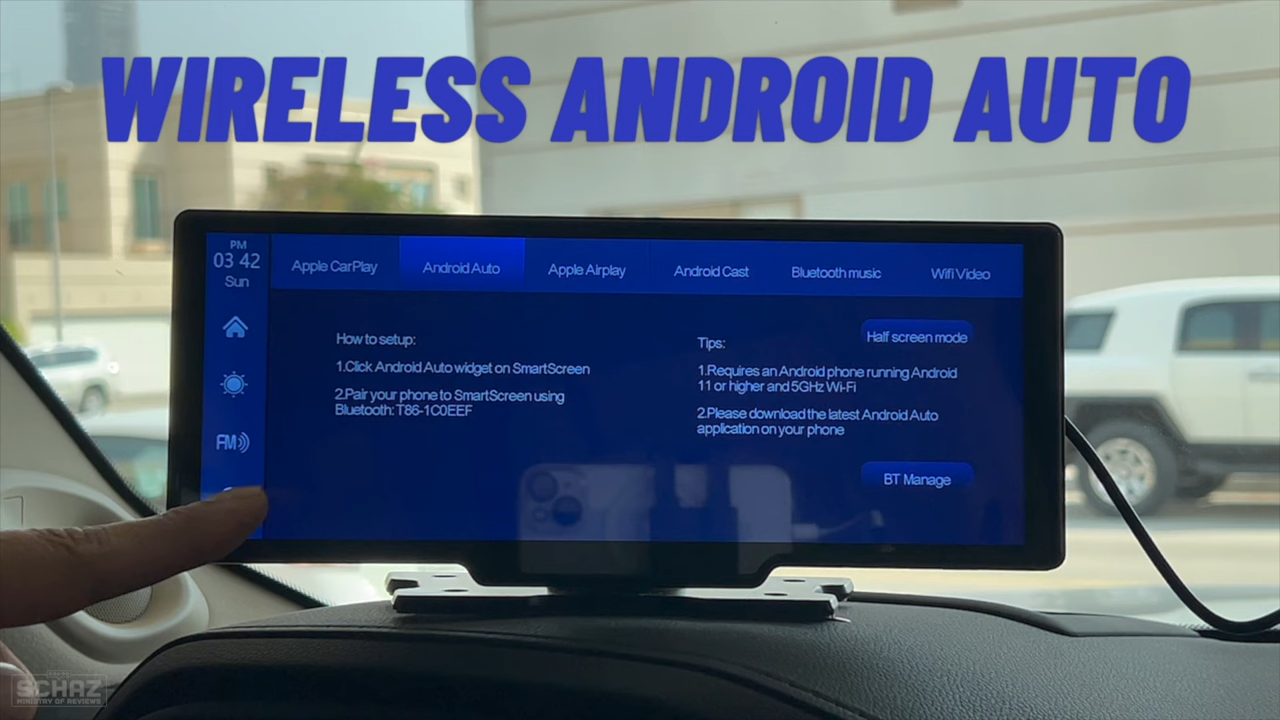 WIRELESS ANDROID AUTO
PM
03 42
Sun
Apple CarPlay
Android Auto
Apple Airplay
Android Cast
Bluetooth music
Wifi Video
How to setup:
1.Click Android Auto widget on SmartScreen
2.Pair your phone to SmartScreen using
Bluetooth: T86-1C0EEF
Tips:
Half screen mode
1.Requires an Android phone running Android
11 or higher and 5GHz Wi-Fi
2.Please download the latest Android Auto
application on your phone
BT Manage
FM
SCHAZ
MINISTRY OF REVIEWS